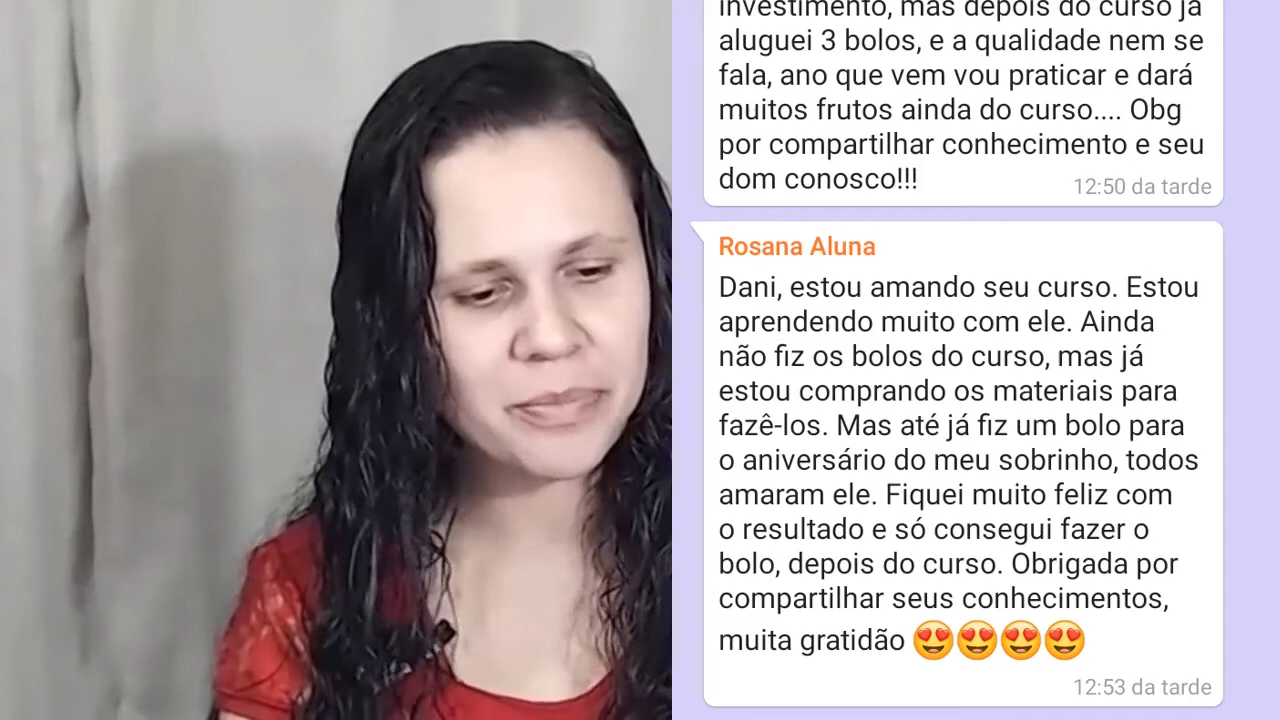 investimento, mas depois do curso já
aluguei 3 bolos, e a qualidade nem se
fala, ano que vem vou praticar e dará
muitos frutos ainda do curso.... Obg
por compartilhar conhecimento e seu
dom conosco!!!
12:50 da tarde
Rosana Aluna
Dani, estou amando seu curso. Estou
aprendendo muito com ele. Ainda
não fiz os bolos do curso, mas já
estou comprando os materiais para
fazê-los. Mas até já fiz um bolo para
o aniversário do meu sobrinho, todos
amaram ele. Fiquei muito feliz com
o resultado e só consegui fazer o
bolo, depois do curso. Obrigada por
compartilhar seus conhecimentos,
muita gratidão 😍😍😍😍
12:53 da tarde